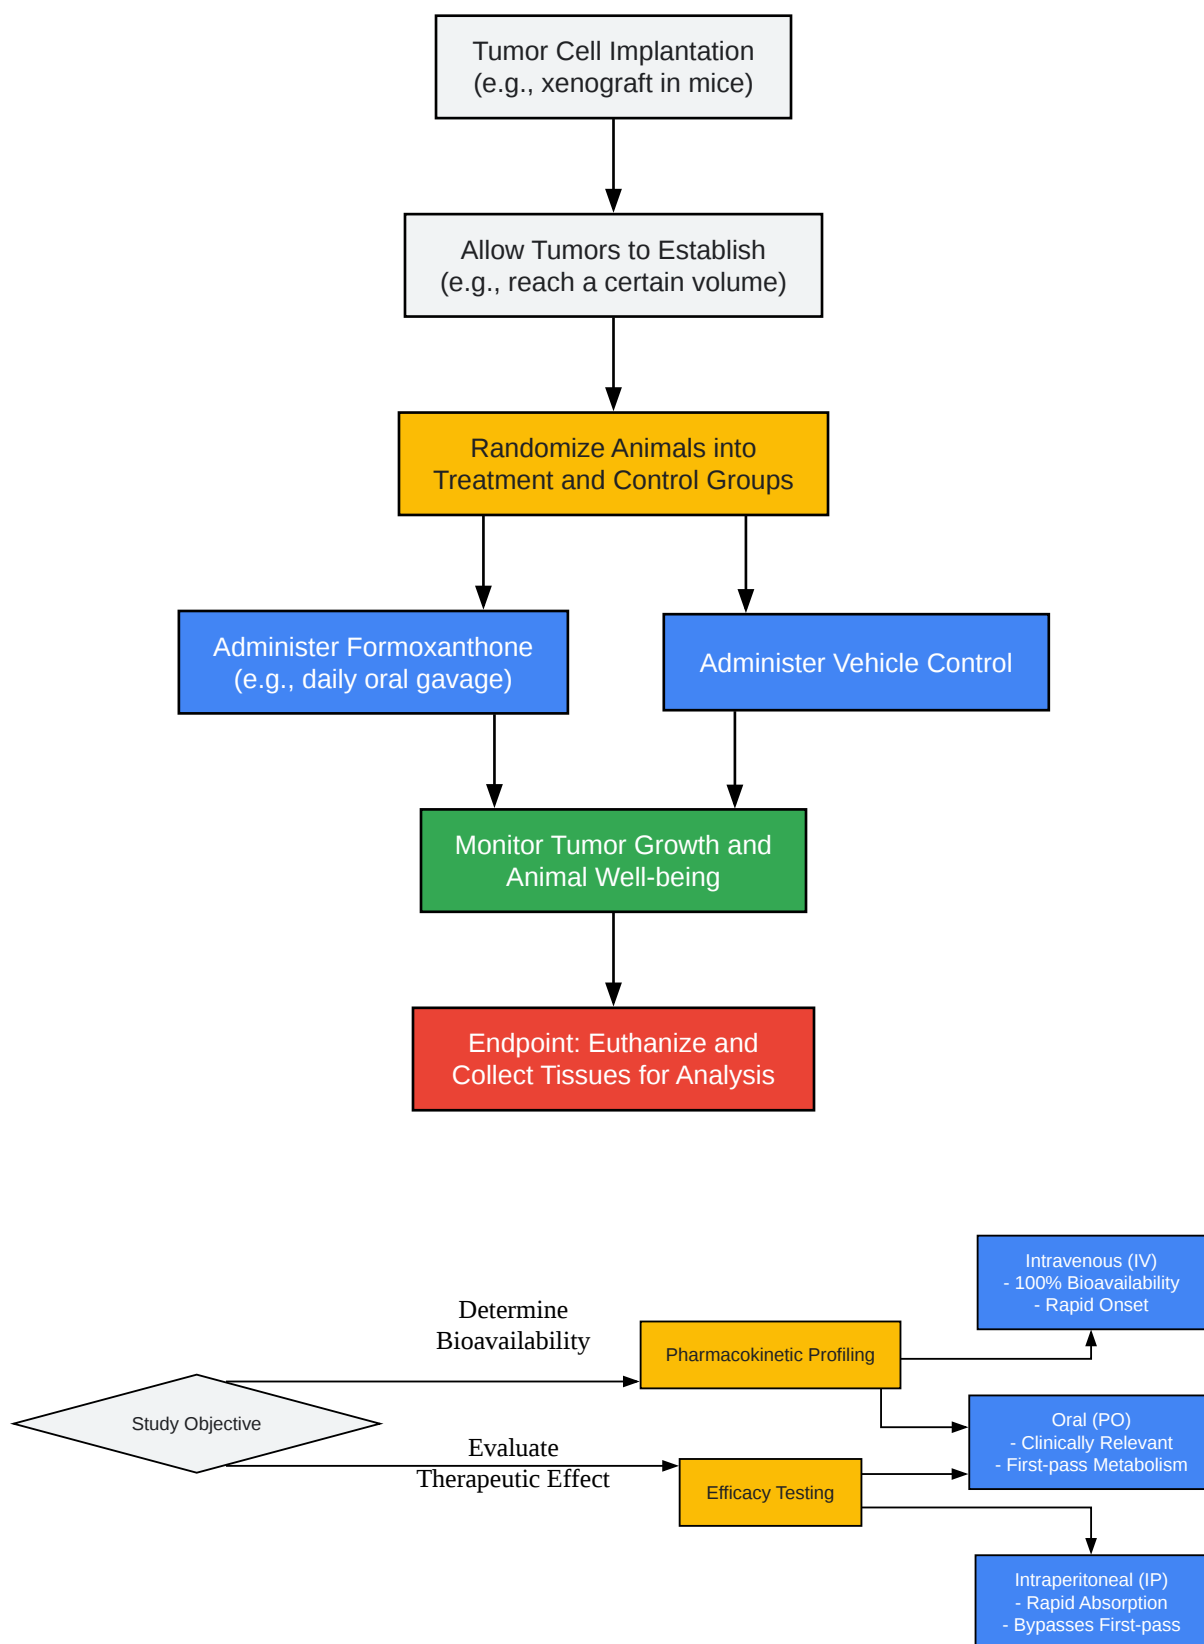 Tumor Cell Implantation
(e.g., xenograft in mice)
Allow Tumors to Establish
(e.g., reach a certain volume)
Randomize Animals into
Treatment and Control Groups
Administer Formoxanthone
(e.g., daily oral gavage)
Administer Vehicle Control
Monitor Tumor Growth and
Animal Well-being
Endpoint: Euthanize and
Collect Tissues for Analysis
Study Objective
Determine
Bioavailability
Evaluate
Therapeutic Effect
Pharmacokinetic Profiling
Efficacy Testing
Intravenous (IV)
- 100% Bioavailability
- Rapid Onset
Oral (PO)
- Clinically Relevant
- First-pass Metabolism
Intraperitoneal (IP)
- Rapid Absorption
- Bypasses First-pass